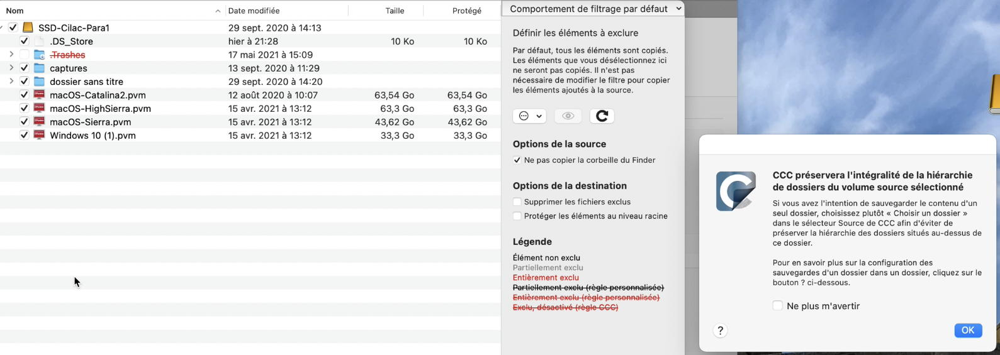 Nom Date modifiée Taille Protégé
SSD-Cilac-Para1 29 sept. 2020 à 14:13
.DS_Store hier à 21:28 10 Ko 10 Ko
.Trashes 17 mai 2021 à 15:09
captures 13 sept. 2020 à 11:29
dossier sans titre 29 sept. 2020 à 14:20
macOS-Catalina2.pvm 12 août 2020 à 10:07 63,54 Go 63,54 Go
macOS-HighSierra.pvm 15 avr. 2021 à 13:12 63,3 Go 63,3 Go
macOS-Sierra.pvm 15 avr. 2021 à 13:12 43,62 Go 43,62 Go
Windows 10 (1).pvm 15 avr. 2021 à 13:12 33,3 Go 33,3 Go
Comportement de filtrage par défaut
Définir les éléments à exclure
Par défaut, tous les éléments sont copiés.
Les éléments que vous désélectionnez ici
ne seront pas copiés. Il n'est pas
nécessaire de modifier le filtre pour copier
les éléments ajoutés à la source.
Options de la source
Ne pas copier la corbeille du Finder
Options de la destination
Supprimer les fichiers exclus
Protéger les éléments au niveau racine
Légende
Élément non exclu
Partiellement exclu
Entièrement exclu
Partiellement exclu (règle personnalisée)
Entièrement exclu (règle personnalisée)
Exclu, désactivé (règle CCC)
CCC préservera l'intégralité de la hiérarchie
de dossiers du volume source sélectionné
Si vous avez l'intention de sauvegarder le contenu d'un
seul dossier, choisissez plutôt « Choisir un dossier »
dans le sélecteur Source de CCC afin d'éviter de
préserver la hiérarchie des dossiers situés au-dessus de
ce dossier.
Pour en savoir plus sur la configuration des
sauvegardes d'un dossier dans un dossier, cliquez sur le
bouton ? ci-dessous.
Ne plus m'avertir
? OK